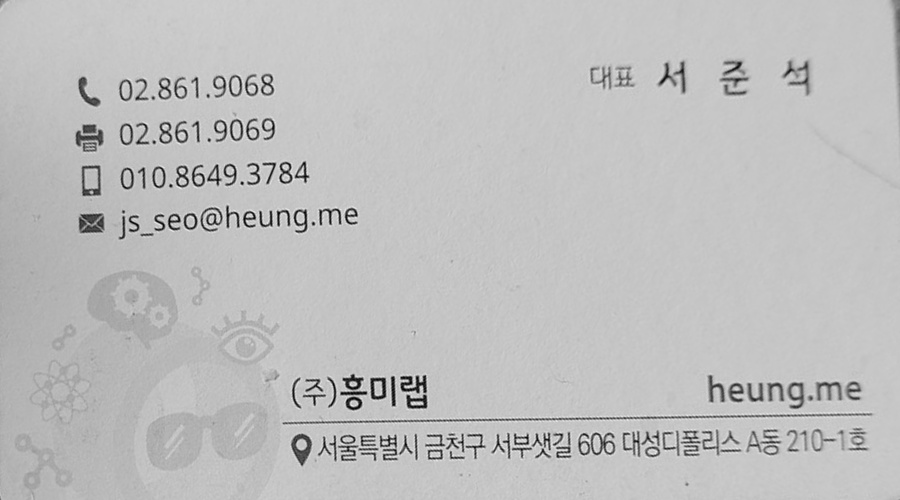 02.861.9068
대표 서 준 석
02.861.9069
010.8649.3784
js_seo@heung.me
(주)흥미랩
heung.me
서울특별시 금천구 서부샛길 606 대성디폴리스 A동 210-1호